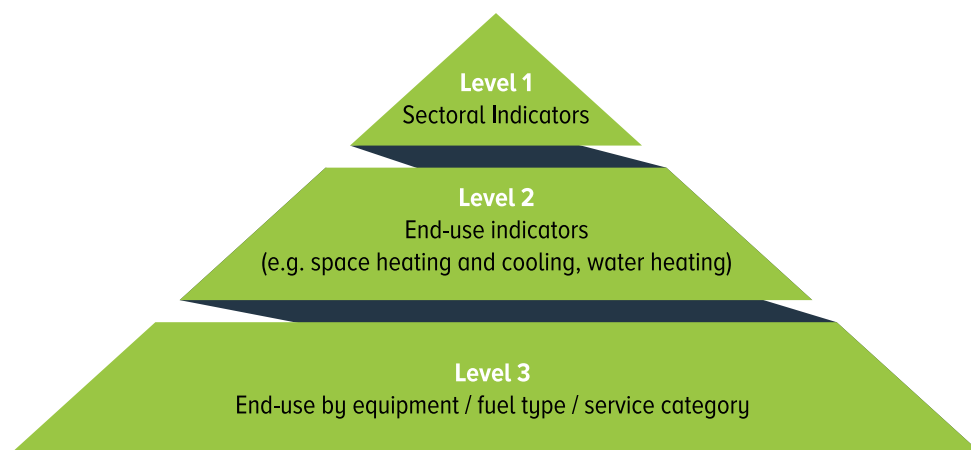 Level 1
Sectoral Indicators
Level 2
End-use indicators
(e.g. space heating and cooling, water heating)
Level 3
End-use by equipment / fuel type / service category